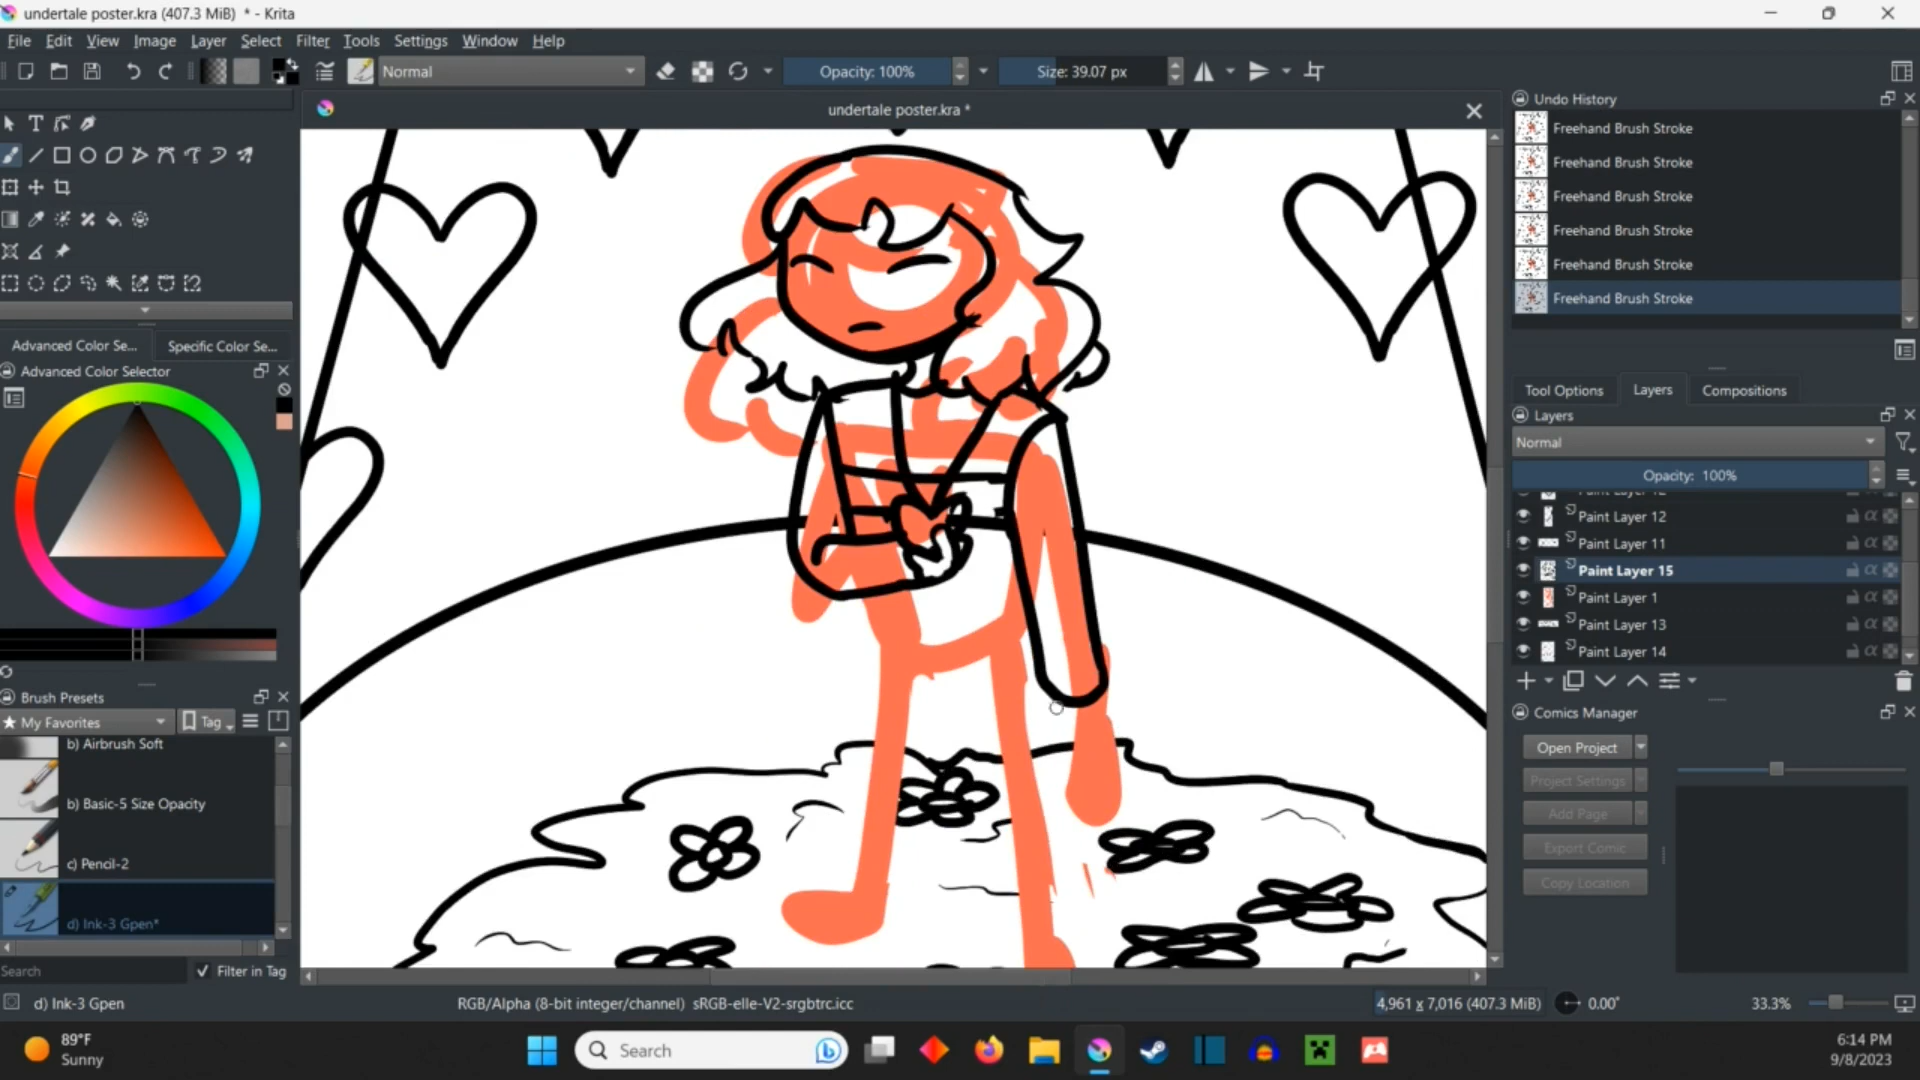 undertale poster.kra (407.3 MiB) * - Krita
File Edit View Image Layer Select Filter Tools Settings Window Help
Normal
Opacity: 100%
Size: 39.07 px
undertale poster.kra *
Undo History
Freehand Brush Stroke
Freehand Brush Stroke
Freehand Brush Stroke
Freehand Brush Stroke
Freehand Brush Stroke
Freehand Brush Stroke
Advanced Color Se...
Specific Color Se...
Advanced Color Selector
Tool Options
Layers
Compositions
Layers
Normal
Opacity: 100%
Paint Layer 12
Paint Layer 11
Paint Layer 15
Paint Layer 1
Paint Layer 13
Paint Layer 14
Brush Presets
My Favorites
Tag
b) Airbrush Soft
b) Basic-5 Size Opacity
c) Pencil-2
d) Ink-3 Gpen*
Search
Filter in Tag
Comics Manager
Open Project
Project Settings
Add Page
Export Comic
Copy Location
d) Ink-3 Gpen
RGB/Alpha (8-bit integer/channel) sRGB-elle-V2-srgbtrc.icc
4,961 x 7,016 (407.3 MiB)
0.00°
33.3%
89°F
Sunny
Search
6:14 PM
9/8/2023